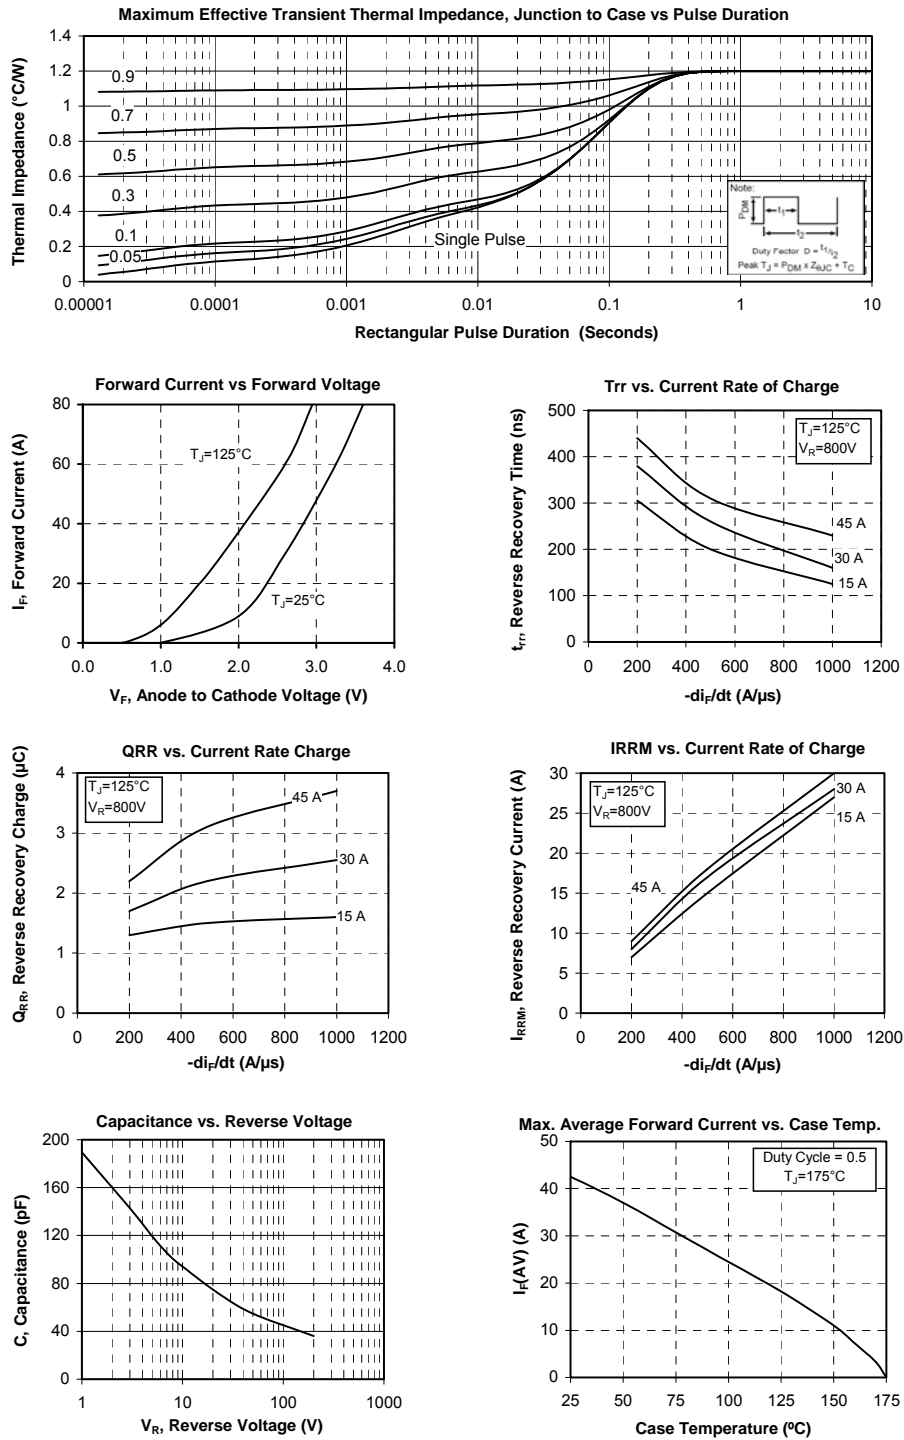 Maximum Effective Transient Thermal Impedance, Junction to Case vs Pulse Duration
Thermal Impedance (°C/W)
1.4
1.2
1
0.8
0.6
0.4
0.2
0
0.9
0.7
0.5
0.3
0.1
0.05
Single Pulse
Note:
PDM
t1
t2
Duty Factor D = t1/t2
Peak TJ = PDM x ZθJC + TC
0.00001
0.0001
0.001
0.01
0.1
1
10
Rectangular Pulse Duration (Seconds)
Forward Current vs Forward Voltage
IF, Forward Current (A)
80
60
40
20
0
TJ=125°C
TJ=25°C
0.0
1.0
2.0
3.0
4.0
VF, Anode to Cathode Voltage (V)
Trr vs. Current Rate of Charge
trr, Reverse Recovery Time (ns)
500
400
300
200
100
0
TJ=125°C
VR=800V
45 A
30 A
15 A
0
200
400
600
800
1000
1200
-diF/dt (A/µs)
QRR vs. Current Rate Charge
QRR, Reverse Recovery Charge (µC)
4
3
2
1
0
TJ=125°C
VR=800V
45 A
30 A
15 A
0
200
400
600
800
1000
1200
-diF/dt (A/µs)
IRRM vs. Current Rate of Charge
IRRM, Reverse Recovery Current (A)
30
25
20
15
10
5
0
TJ=125°C
VR=800V
30 A
15 A
45 A
0
200
400
600
800
1000
1200
-diF/dt (A/µs)
Capacitance vs. Reverse Voltage
C, Capacitance (pF)
200
160
120
80
40
0
1
10
100
1000
VR, Reverse Voltage (V)
Max. Average Forward Current vs. Case Temp.
IF(AV) (A)
50
40
30
20
10
0
Duty Cycle = 0.5
TJ=175°C
25
50
75
100
125
150
175
Case Temperature (ºC)